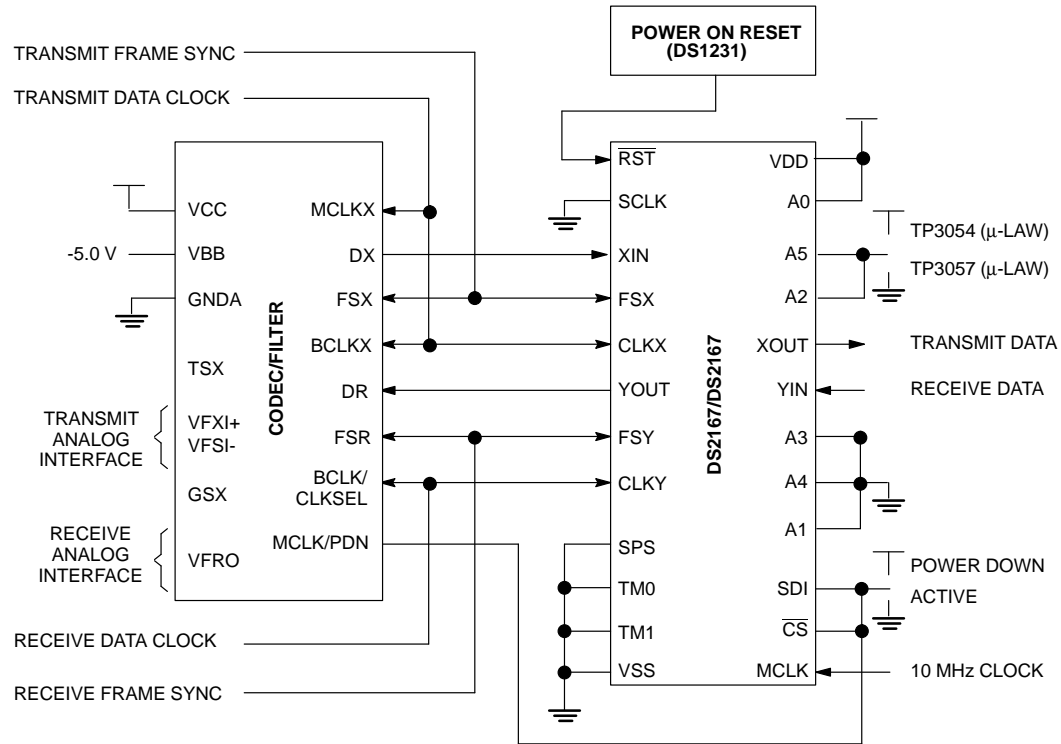 POWER ON RESET
(DS1231)
TRANSMIT FRAME SYNC
TRANSMIT DATA CLOCK
VCC
-5.0 V
VBB
GNDA
TSX
TRANSMIT
ANALOG
INTERFACE
VFXI+
VFSI-
GSX
RECEIVE
ANALOG
INTERFACE
VFRO
CODEC/FILTER
MCLKX
DX
FSX
BCLKX
DR
FSR
BCLK/
CLKSEL
MCLK/PDN
RECEIVE DATA CLOCK
RECEIVE FRAME SYNC
RST
SCLK
XIN
FSX
CLKX
YOUT
FSY
CLKY
SPS
TM0
TM1
VSS
DS2167/DS2167
VDD
A0
A5
A2
XOUT
YIN
A3
A4
A1
SDI
CS
MCLK
TP3054 (μ-LAW)
TP3057 (μ-LAW)
TRANSMIT DATA
RECEIVE DATA
POWER DOWN
ACTIVE
10 MHz CLOCK